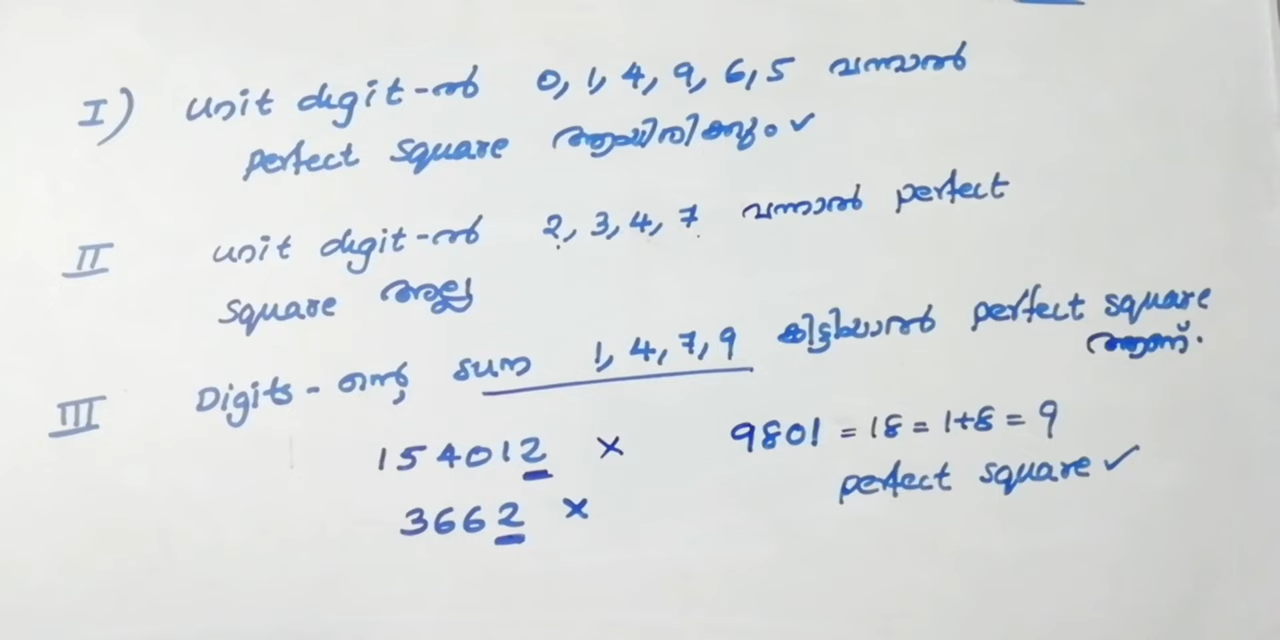 I) unit digit-ൽ 0, 1, 4, 9, 6, 5 വന്നാൽ
perfect square ആയിരിക്കും ✓
II unit digit-ൽ 2, 3, 4, 7 വന്നാൽ perfect
square അല്ല
III Digits - ന്റെ sum 1, 4, 7, 9 കിട്ടിയാൽ perfect square
ആണ്.
154012 × 9801 = 18 = 1+8 = 9
3662 × perfect square ✓